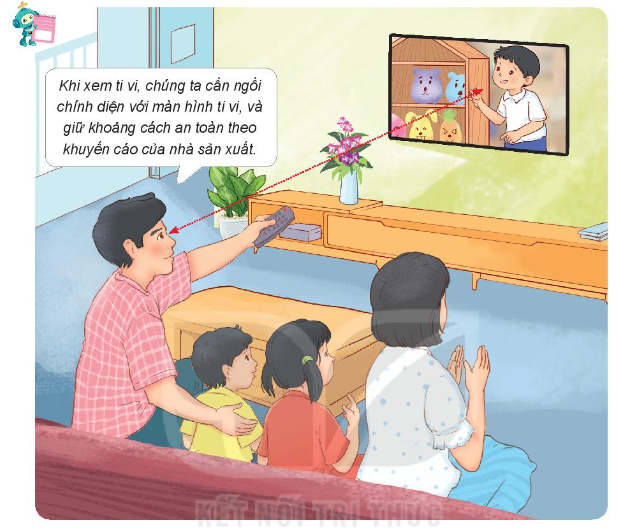 Khi xem ti vi, chúng ta cần ngồi
chính diện với màn hình ti vi, và
giữ khoảng cách an toàn theo
khuyến cáo của nhà sản xuất.
KẾT NỐI TRI THỨC